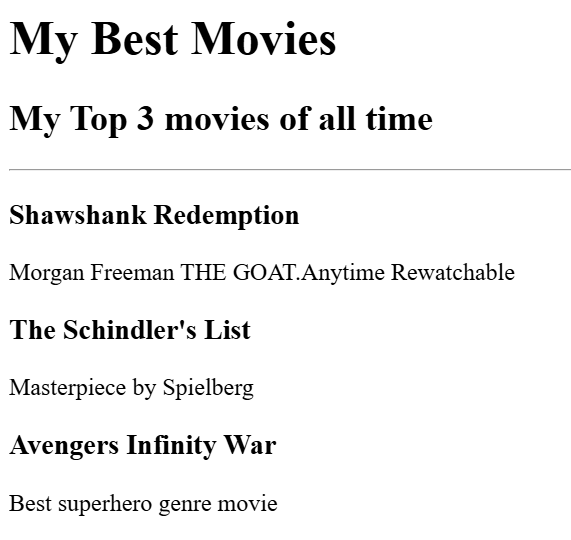 My Best Movies
My Top 3 movies of all time
Shawshank Redemption
Morgan Freeman THE GOAT.Anytime Rewatchable
The Schindler's List
Masterpiece by Spielberg
Avengers Infinity War
Best superhero genre movie